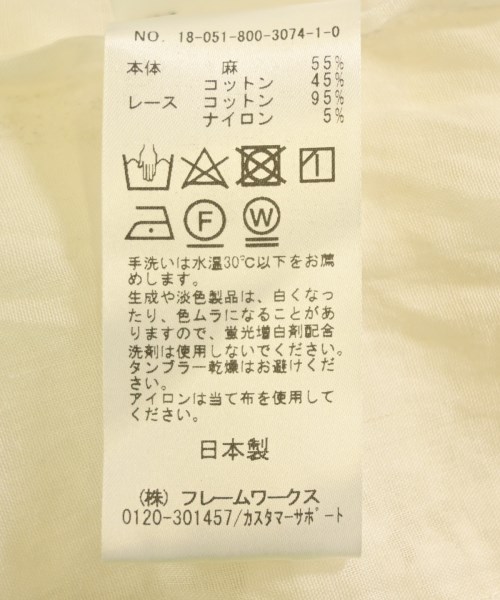 NO. 18-051-800-3074-1-0
本体 麻 55%
コットン 45%
レース コットン 95%
ナイロン 5%
F W
手洗いは水温30℃以下をお薦
めします。
生成や淡色製品は、白くなっ
たり、色ムラになることがあ
りますので、蛍光増白剤配合
洗剤は使用しないでください。
タンブラー乾燥はお避けくだ
さい。
アイロンは当て布を使用して
ください。
日本製
(株) フレームワークス
0120-301457/カスタマーサポート